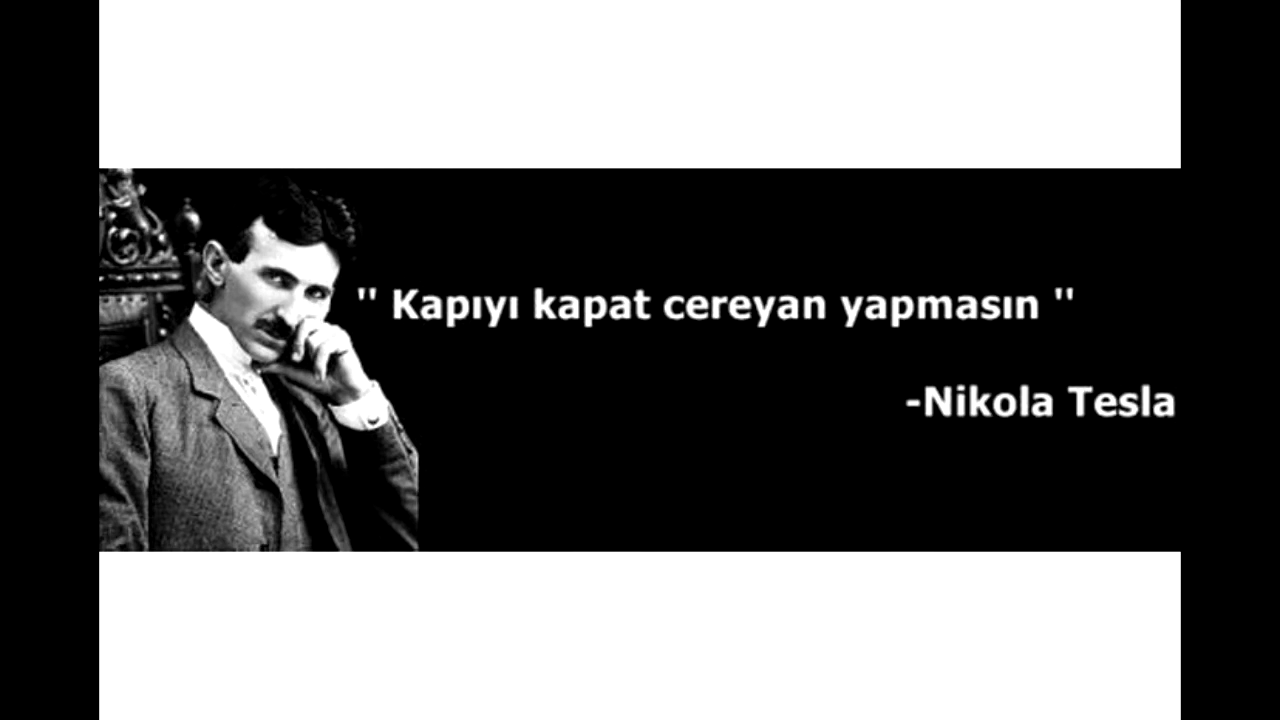 " Kapıyı kapat cereyan yapmasın "
-Nikola Tesla